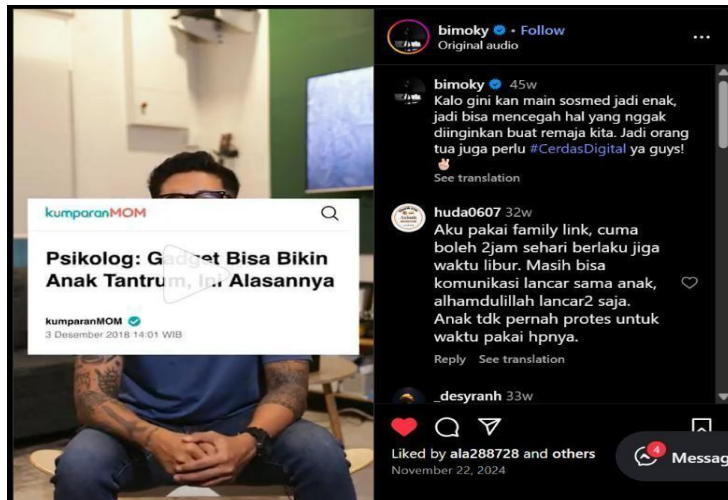 kumparanMOM
Psikolog: Gadget Bisa Bikin
Anak Tantrum, Ini Alasannya
kumparanMOM
3 Desember 2018 14:01 WIB
bimoky • Follow
Original audio
bimoky 45w
Kalo gini kan main sosmed jadi enak,
jadi bisa mencegah hal yang nggak
diinginkan buat remaja kita. Jadi orang
tua juga perlu #CerdasDigital ya guys!
✌🏻
See translation
huda0607 32w
Aku pakai family link, cuma
boleh 2jam sehari berlaku jiga
waktu libur. Masih bisa
komunikasi lancar sama anak,
alhamdulillah lancar2 saja.
Anak tdk pernah protes untuk
waktu pakai hpnya.
Reply See translation
_desyranh 33w
Liked by ala288728 and others
November 22, 2024
4
Messag